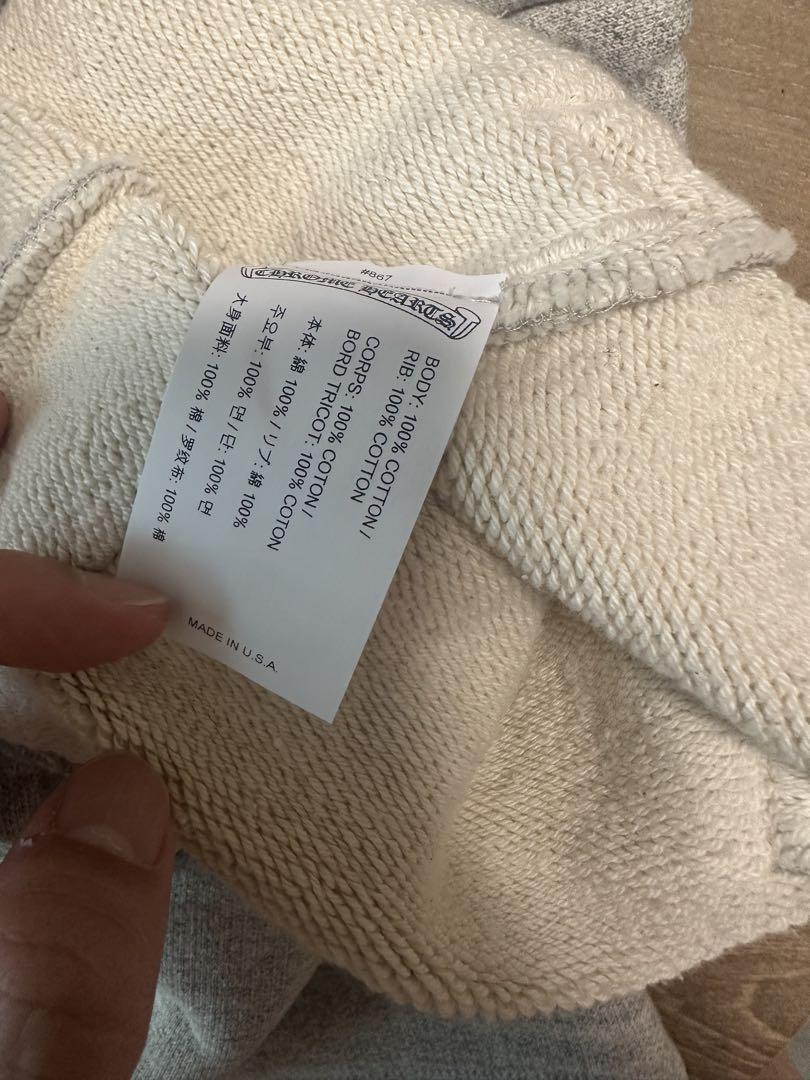 #867
CHROME HEARTS
BODY: 100% COTTON /
RIB: 100% COTTON
CORPS: 100% COTON /
BORD TRICOT: 100% COTON
本体: 綿 100% / リブ: 綿 100%
주요부: 100% 면 / 단: 100% 면
大身面料: 100% 棉 / 罗纹布: 100% 棉
MADE IN U.S.A.